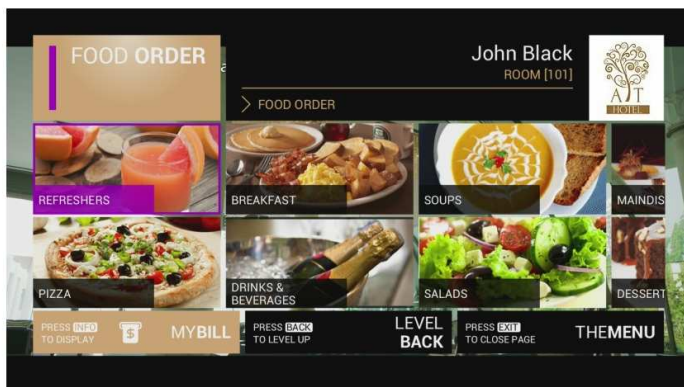 FOOD ORDER
John Black
ROOM [101]
FOOD ORDER
A T
HOTEL
REFRESHERS
BREAKFAST
SOUPS
MAINDIS
PIZZA
DRINKS &
BEVERAGES
SALADS
DESSERT
PRESS INFO
TO DISPLAY
$
MYBILL
PRESS BACK
TO LEVEL UP
LEVEL
BACK
PRESS EXIT
TO CLOSE PAGE
THEMENU